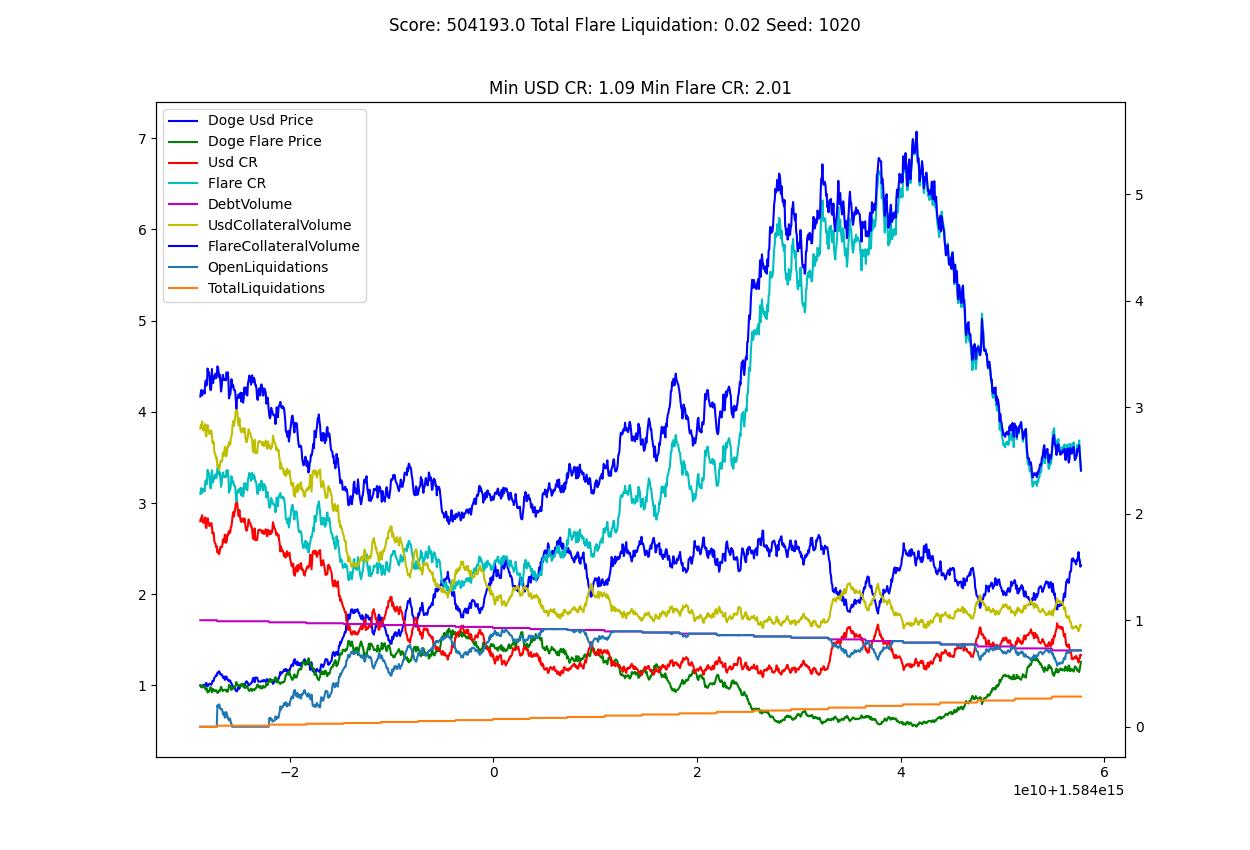 Score: 504193.0 Total Flare Liquidation: 0.02 Seed: 1020
Min USD CR: 1.09 Min Flare CR: 2.01
Doge Usd Price
Doge Flare Price
Usd CR
Flare CR
DebtVolume
UsdCollateralVolume
FlareCollateralVolume
OpenLiquidations
TotalLiquidations
7
6
5
4
3
2
1
5
4
3
2
1
0
−2
0
2
4
6
1e10+1.584e15